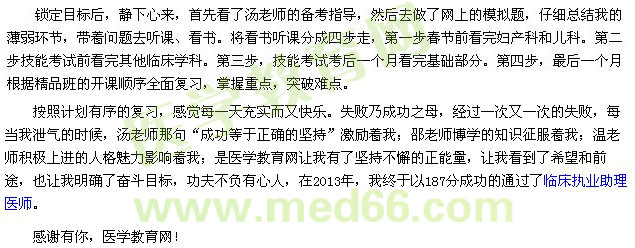 锁定目标后，静下心来，首先看了汤老师的备考指导，然后去做了网上的模拟题，仔细总结我的
薄弱环节，带着问题去听课、看书。将看书听课分成四步走，第一步春节前看完妇产科和儿科。第二
步技能考试前看完其他临床学科。第三步，技能考试考后一个月看完基础部分。第四步，最后一个月
根据精品班的开课顺序全面复习，掌握重点，突破难点。
按照计划有序的复习，感觉每一天充实而又快乐。失败乃成功之母，经过一次又一次的失败，每
当我泄气的时候，汤老师那句“成功等于正确的坚持”激励着我；邵老师博学的知识征服着我；温老
师积极上进的人格魅力影响着我；是医学教育网让我有了坚持不懈的正能量，让我看到了希望和前
途，也让我明确了奋斗目标，功夫不负有心人，在2013年，我终于以187分成功的通过了临床执业助理
医师。
感谢有你，医学教育网！
医学教育网
www.med66.com